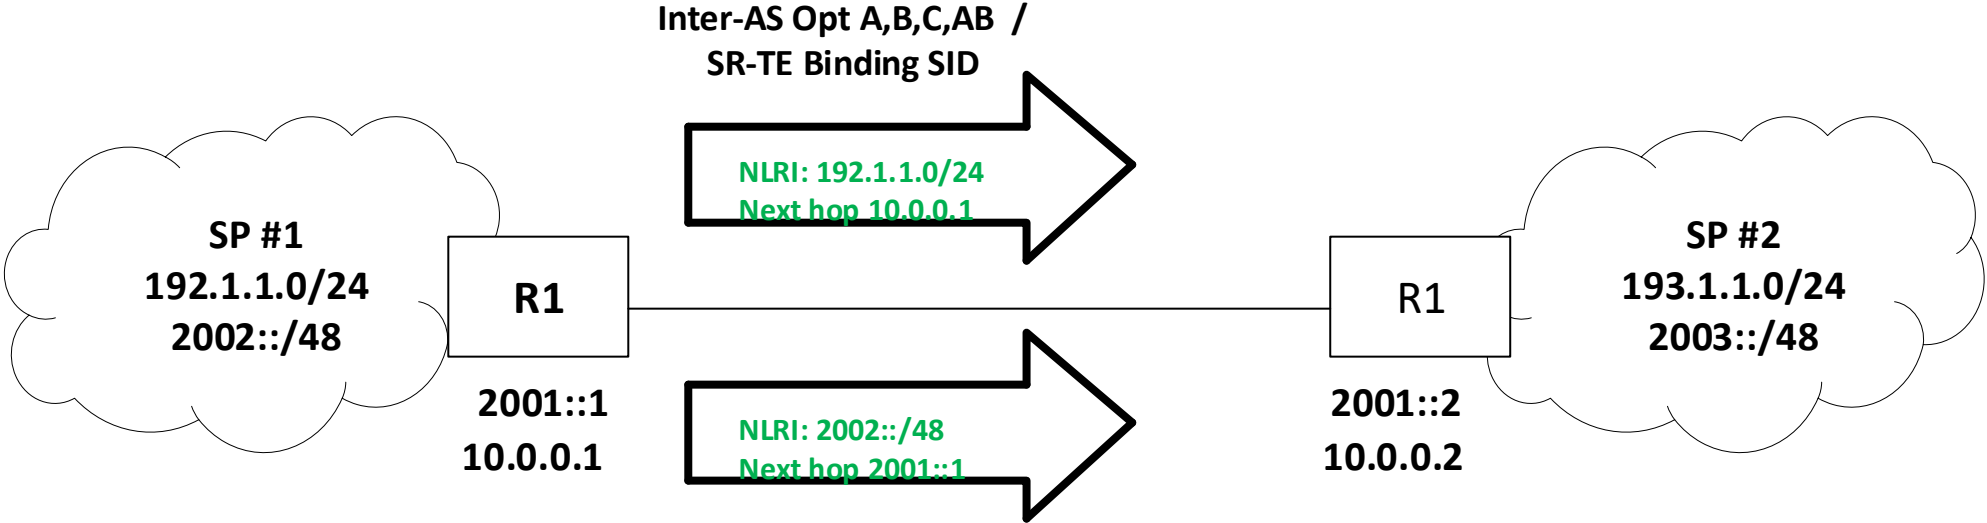 Inter-AS Opt A,B,C,AB /
SR-TE Binding SID
NLRI: 192.1.1.0/24
Next hop 10.0.0.1
SP #1
192.1.1.0/24
2002::/48
R1
R1
SP #2
193.1.1.0/24
2003::/48
2001::1
10.0.0.1
NLRI: 2002::/48
Next hop 2001::1
2001::2
10.0.0.2